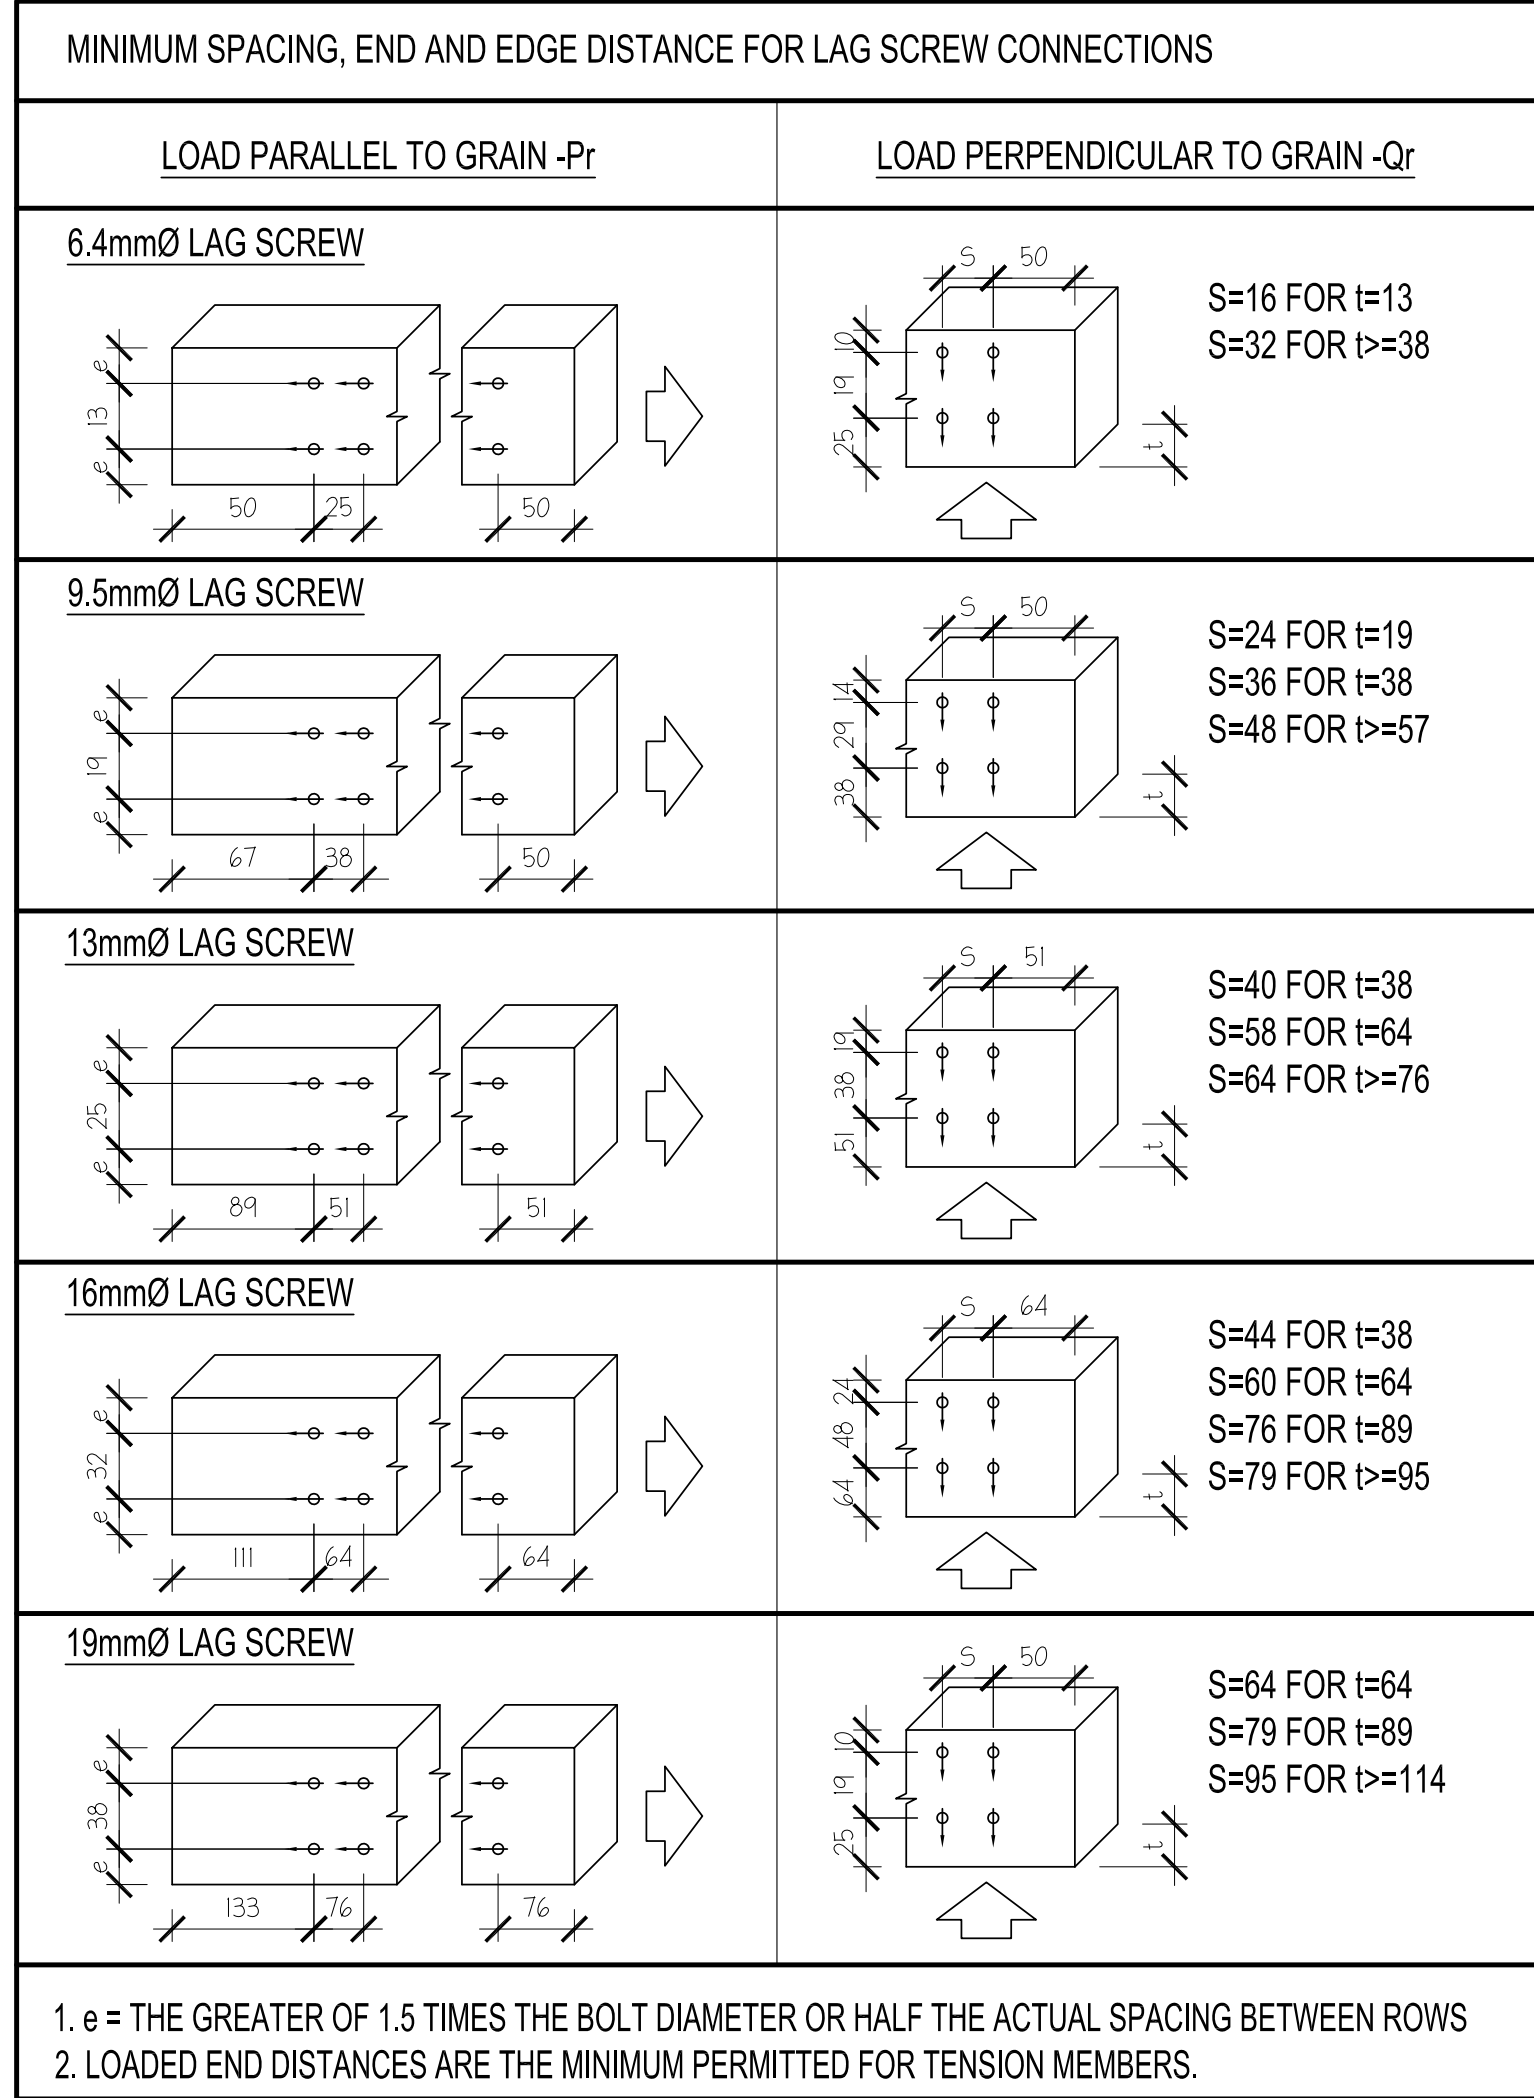 MINIMUM SPACING, END AND EDGE DISTANCE FOR LAG SCREW CONNECTIONS
LOAD PARALLEL TO GRAIN -Pr
LOAD PERPENDICULAR TO GRAIN -Qr
6.4mmØ LAG SCREW
e
13
e
50
25
50
S
50
10
19
25
t
S=16 FOR t=13
S=32 FOR t>=38
9.5mmØ LAG SCREW
e
19
e
67
38
50
S
50
14
29
38
t
S=24 FOR t=19
S=36 FOR t=38
S=48 FOR t>=57
13mmØ LAG SCREW
e
25
e
89
51
51
S
51
19
38
51
t
S=40 FOR t=38
S=58 FOR t=64
S=64 FOR t>=76
16mmØ LAG SCREW
e
32
e
111
64
64
S
64
24
48
64
t
S=44 FOR t=38
S=60 FOR t=64
S=76 FOR t=89
S=79 FOR t>=95
19mmØ LAG SCREW
e
38
e
133
76
76
S
50
10
19
25
t
S=64 FOR t=64
S=79 FOR t=89
S=95 FOR t>=114
1. e = THE GREATER OF 1.5 TIMES THE BOLT DIAMETER OR HALF THE ACTUAL SPACING BETWEEN ROWS
2. LOADED END DISTANCES ARE THE MINIMUM PERMITTED FOR TENSION MEMBERS.